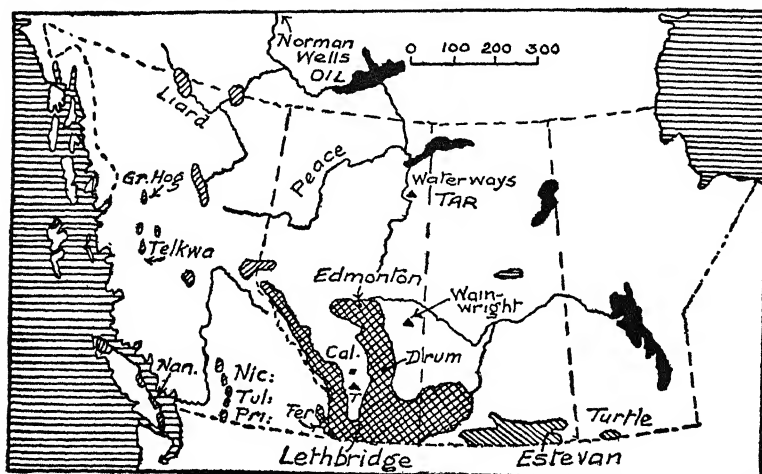 Norman
Wells
OIL
0 100 200 300
Liard
Peace
Gr. Hog
Waterways
TAR
Telkwa
Edmonton
Wain-
wright
Nan.
Cal.
Drum
Nic:
Tul:
Pm:
T
Fer
Turtle
Lethbridge
Estevan